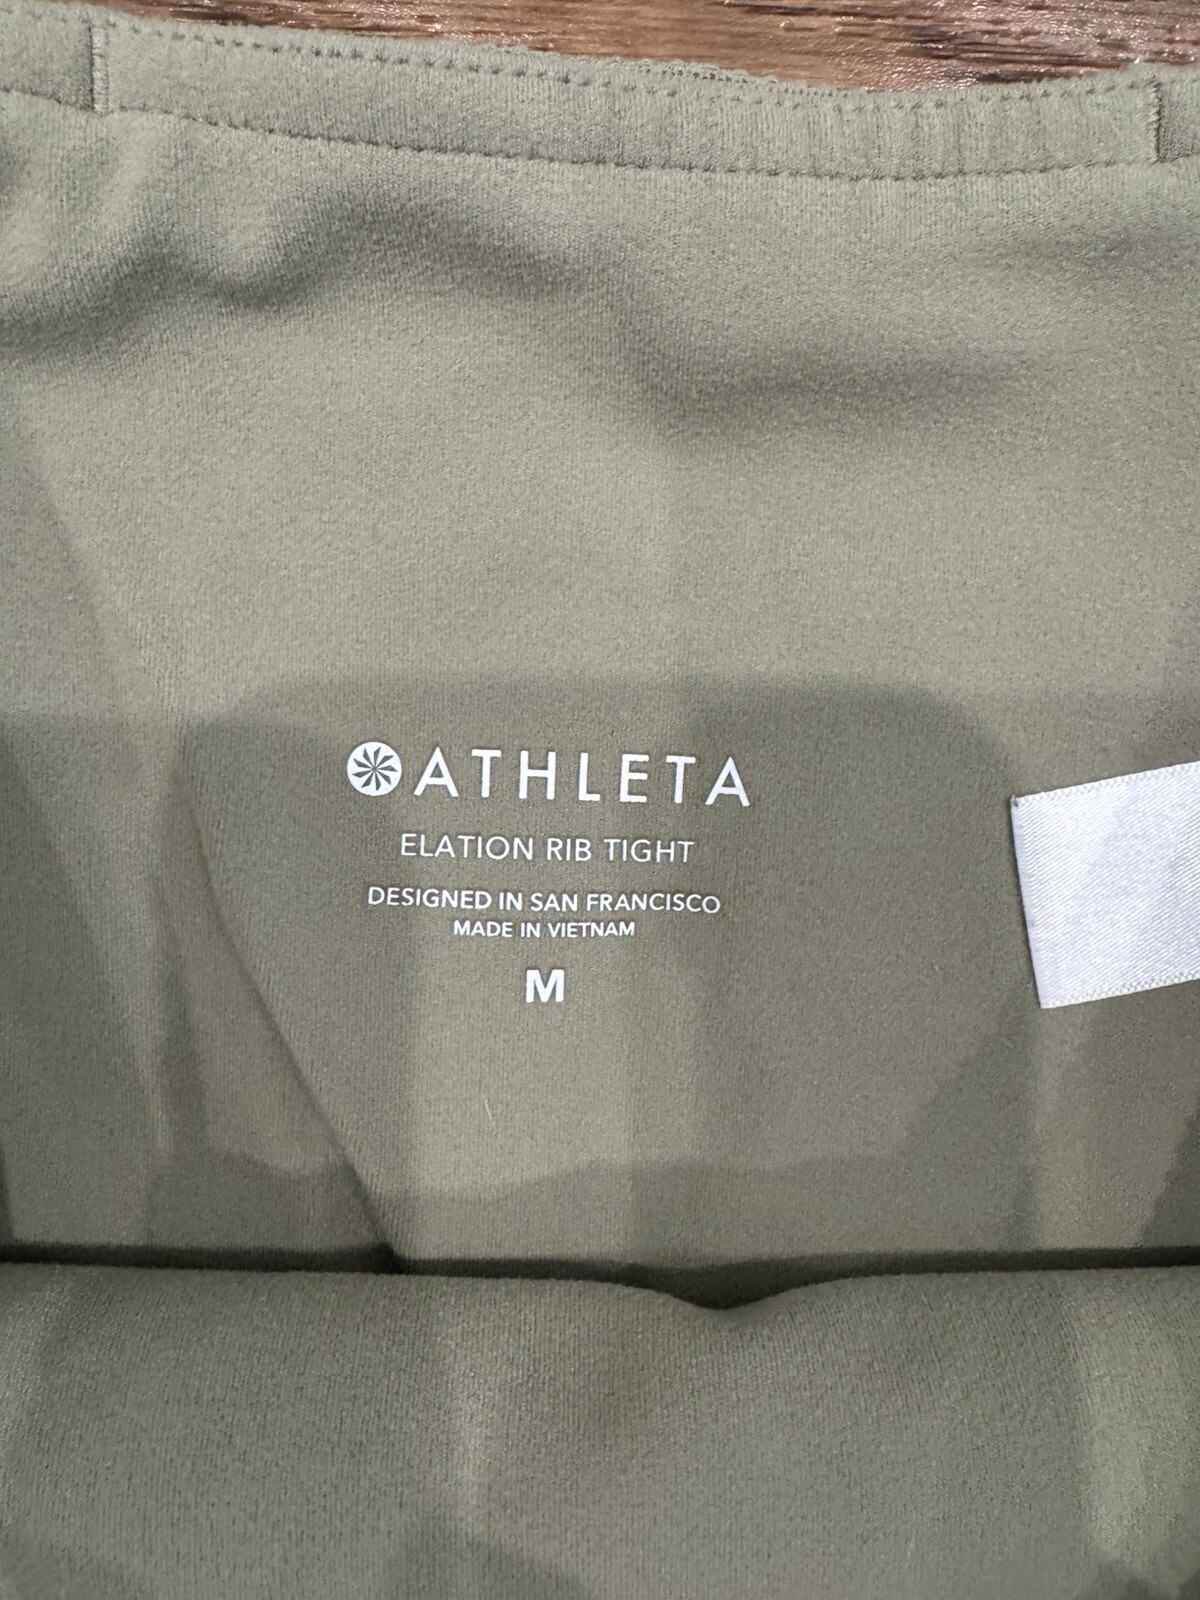 ATHLETA
ELATION RIB TIGHT
DESIGNED IN SAN FRANCISCO
MADE IN VIETNAM
M